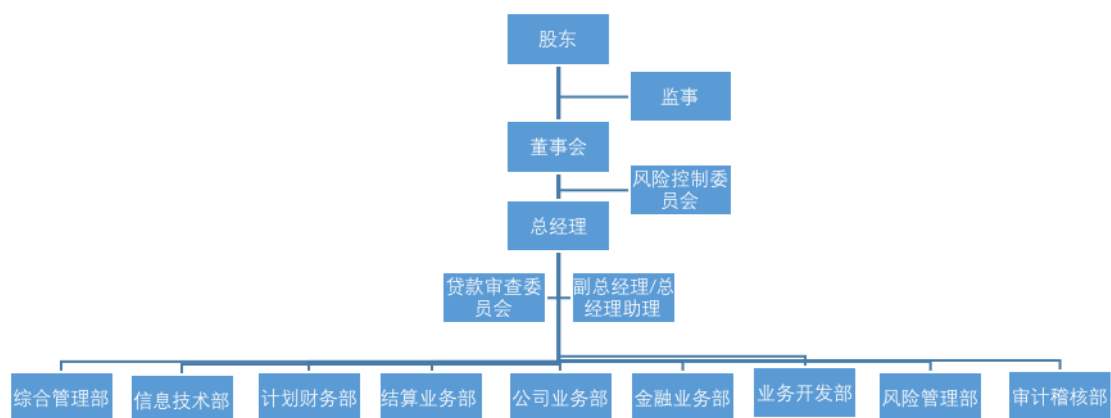 股东
监事
董事会
风险控制委
员会
总经理
贷款审查委
员会
副总经理/总
经理助理
综合管理部
信息技术部
计划财务部
结算业务部
公司业务部
金融业务部
业务开发部
风险管理部
审计稽核部